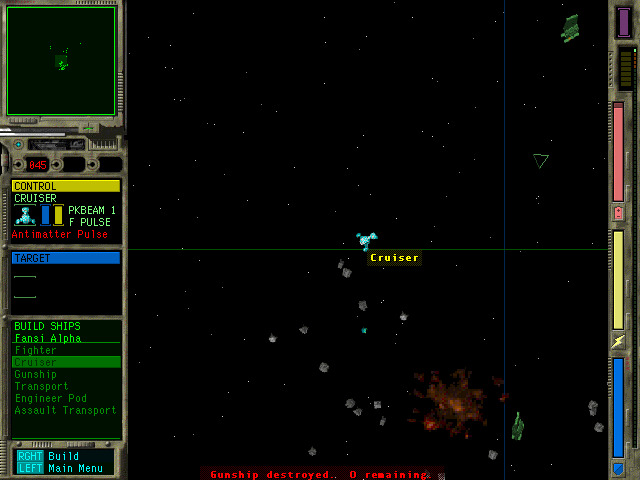 045
CONTROL
CRUISER
PKBEAM 1
F PULSE
Antimatter Pulse
TARGET
BUILD SHIPS
Fansi Alpha
Fighter
Cruiser
Gunship
Transport
Engineer Pod
Assault Transport
RGHT Build
LEFT Main Menu
Cruiser
Gunship destroyed. 0 remaining.